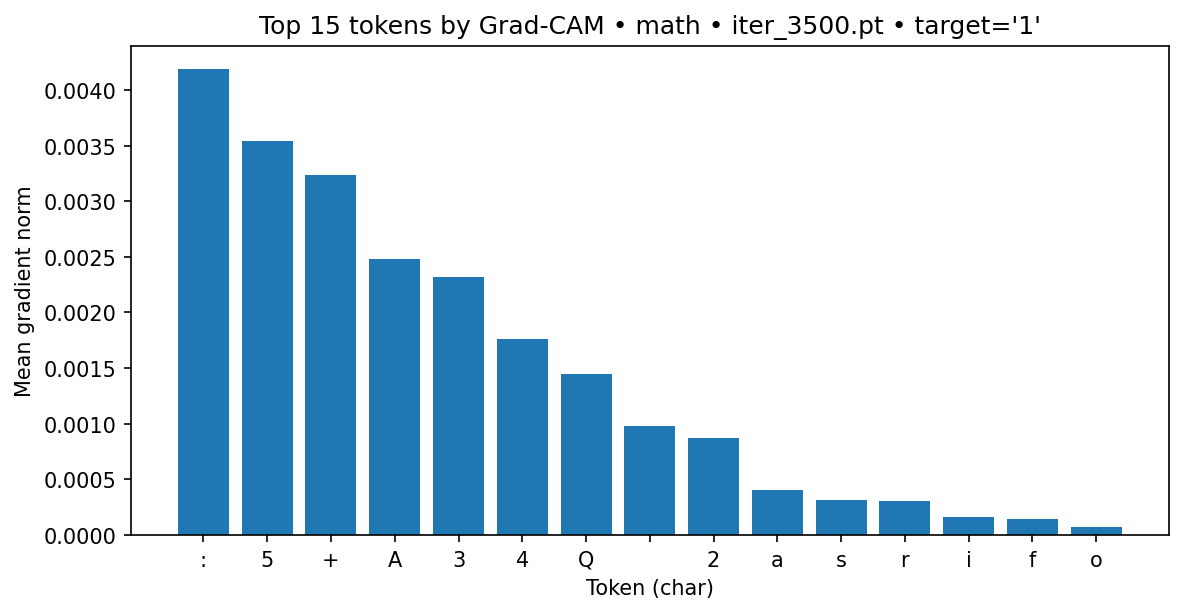 Top 15 tokens by Grad-CAM • math • iter_3500.pt • target='1'
Mean gradient norm
0.0040
0.0035
0.0030
0.0025
0.0020
0.0015
0.0010
0.0005
0.0000
: 5 + A 3 4 Q 2 a s r i f o
Token (char)